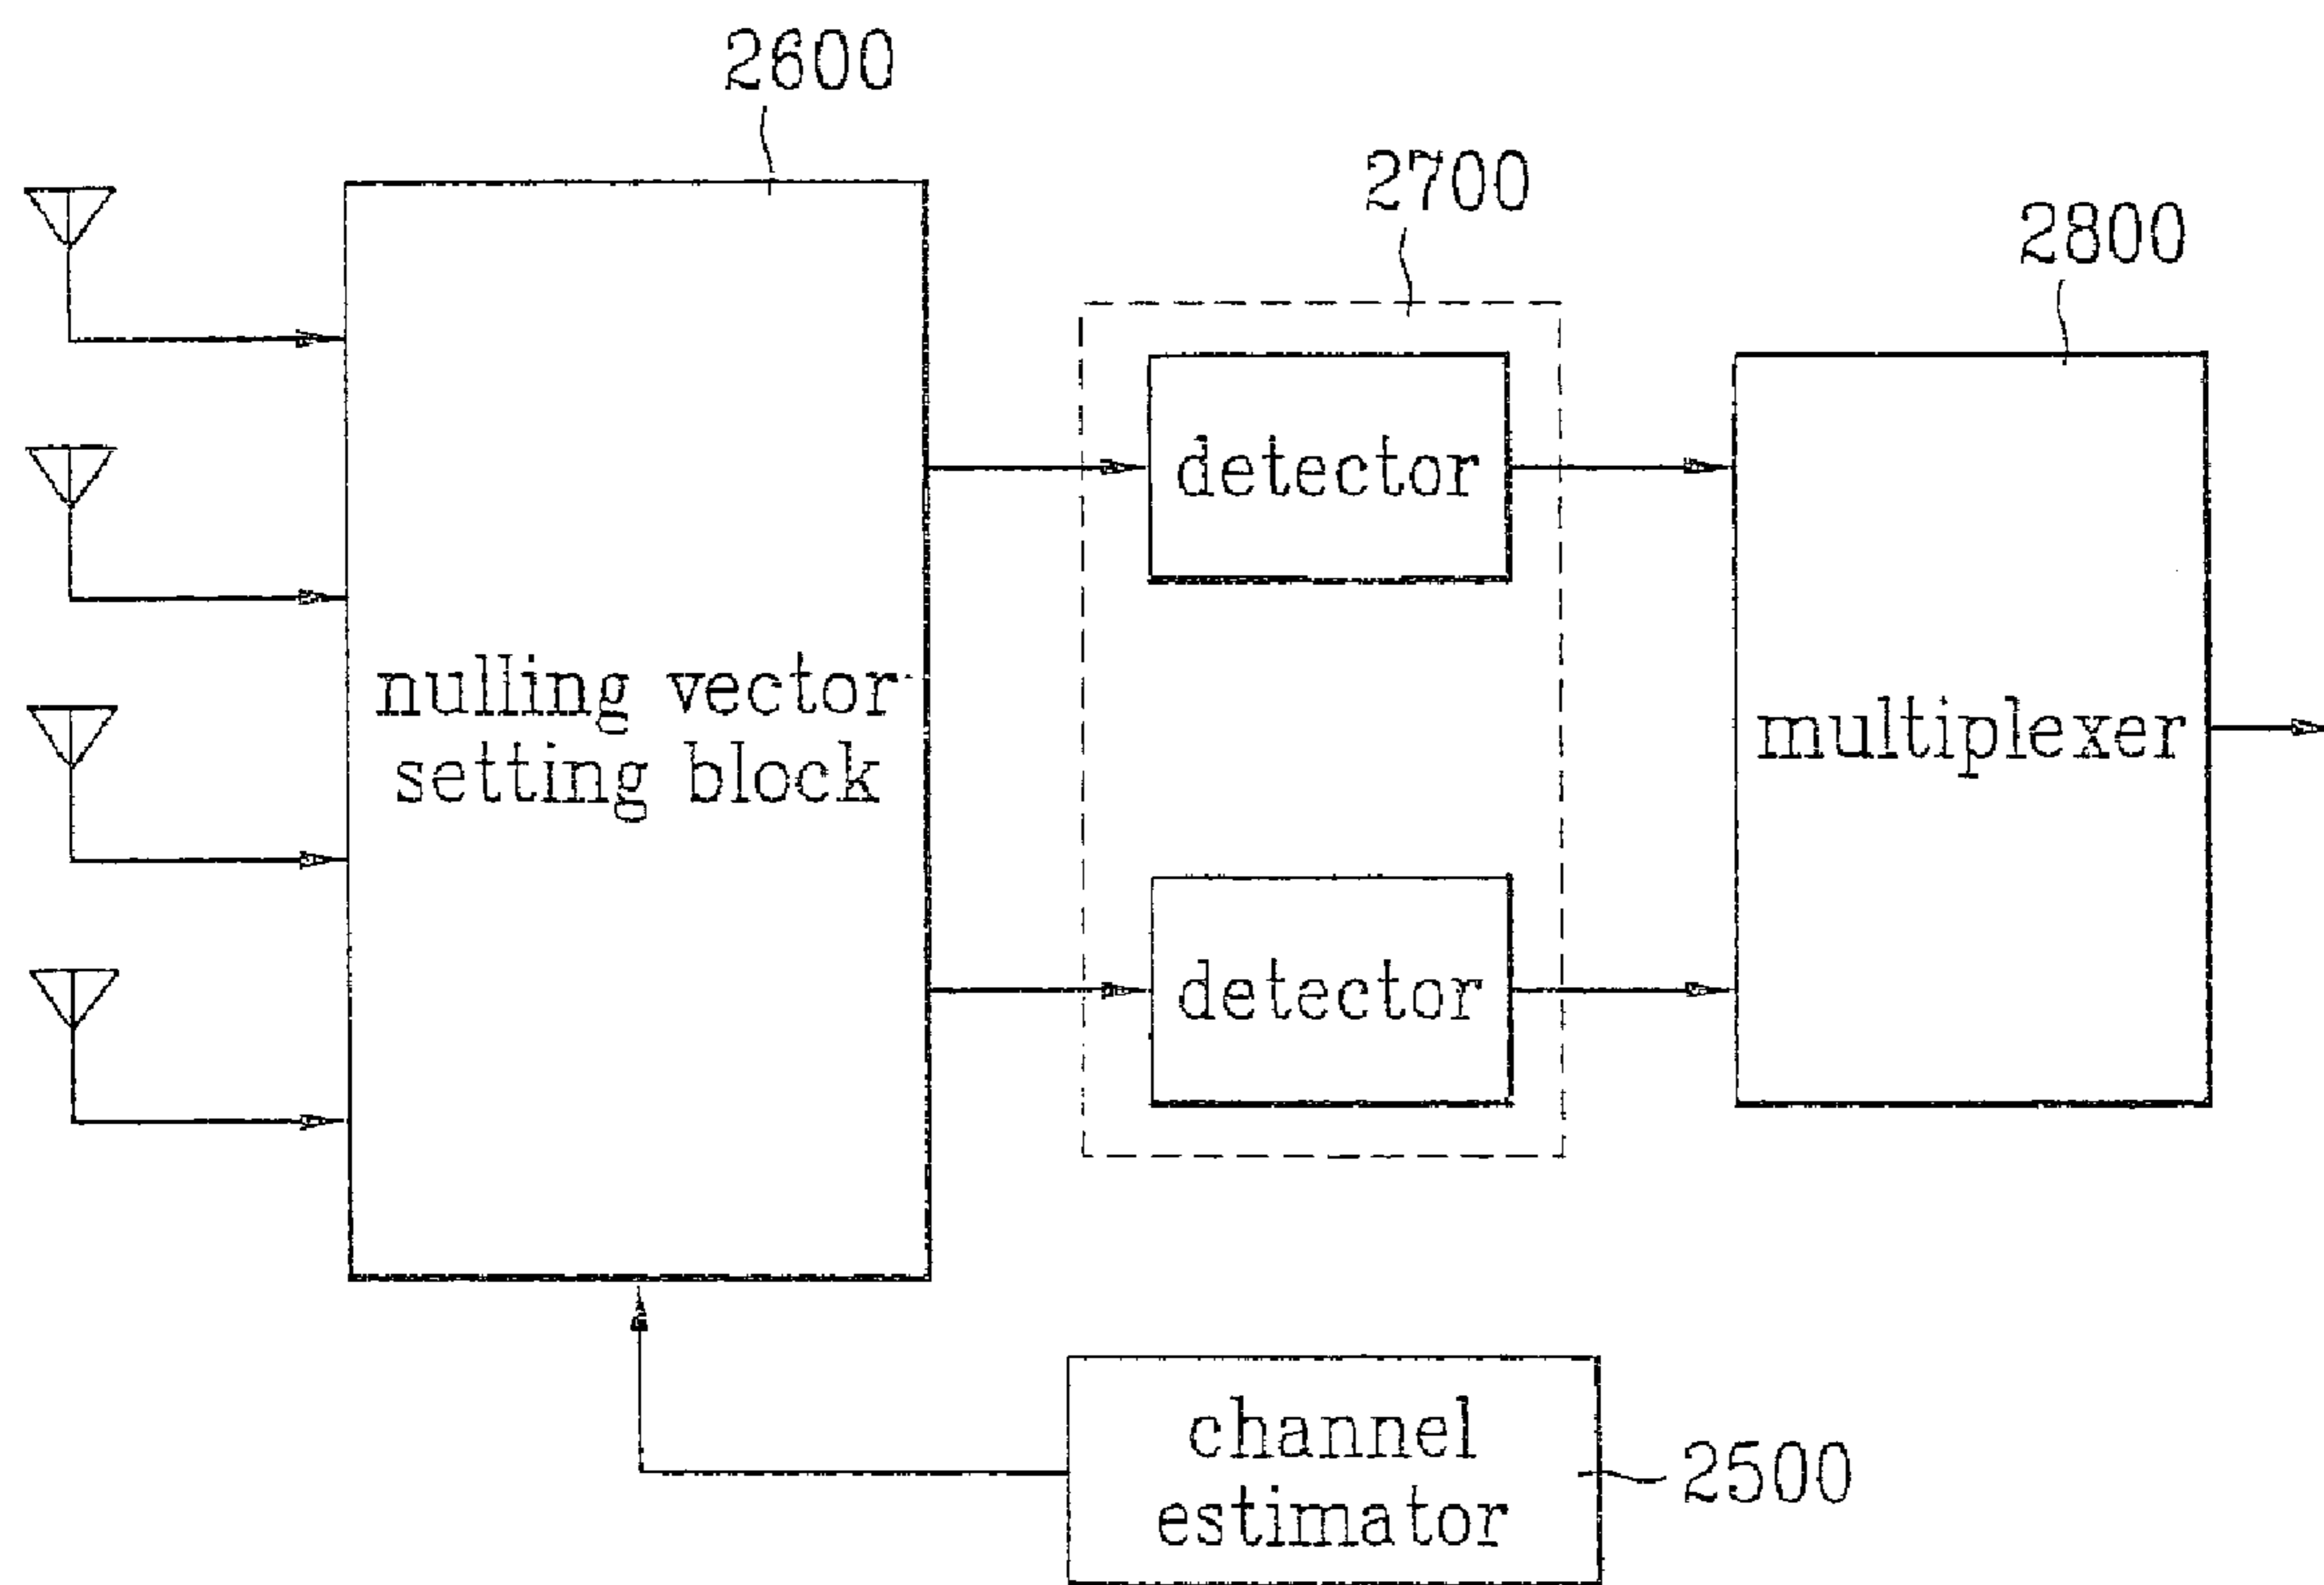 2600
2700
2800
detector
nulling vector
setting block
multiplexer
detector
channel
estimator
2500